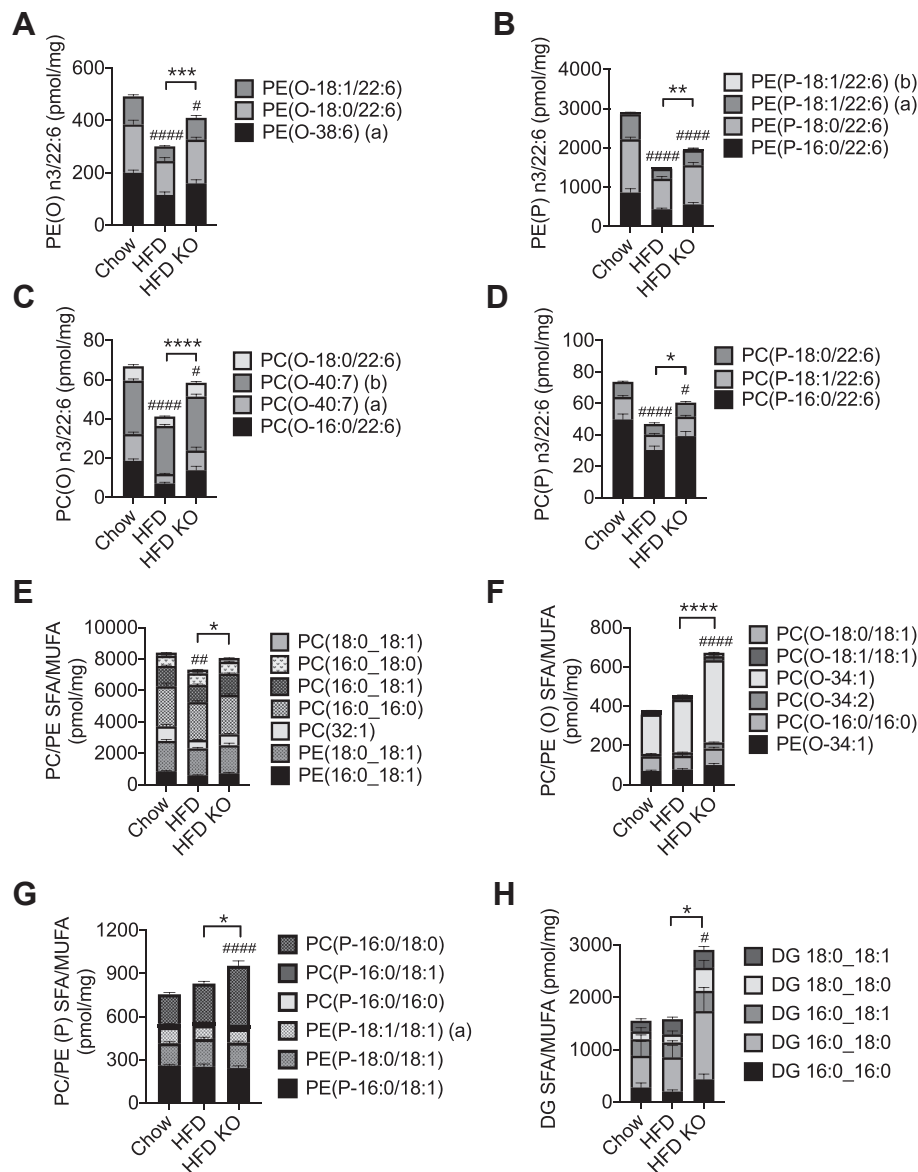 A
PE(O) n3/22:6 (pmol/mg)
600
400
200
0
***
####
#
Chow
HFD
HFD KO
PE(O-18:1/22:6)
PE(O-18:0/22:6)
PE(O-38:6) (a)
B
PE(P) n3/22:6 (pmol/mg)
4000
3000
2000
1000
0
**
####
####
Chow
HFD
HFD KO
PE(P-18:1/22:6) (b)
PE(P-18:1/22:6) (a)
PE(P-18:0/22:6)
PE(P-16:0/22:6)
C
PC(O) n3/22:6 (pmol/mg)
80
60
40
20
0
****
####
#
Chow
HFD
HFD KO
PC(O-18:0/22:6)
PC(O-40:7) (b)
PC(O-40:7) (a)
PC(O-16:0/22:6)
D
PC(P) n3/22:6 (pmol/mg)
100
80
60
40
20
0
*
####
#
Chow
HFD
HFD KO
PC(P-18:0/22:6)
PC(P-18:1/22:6)
PC(P-16:0/22:6)
E
PC/PE SFA/MUFA
(pmol/mg)
10000
8000
6000
4000
2000
0
*
##
Chow
HFD
HFD KO
PC(18:0_18:1)
PC(16:0_18:0)
PC(16:0_18:1)
PC(16:0_16:0)
PC(32:1)
PE(18:0_18:1)
PE(16:0_18:1)
F
PC/PE (O) SFA/MUFA
(pmol/mg)
800
600
400
200
0
****
####
Chow
HFD
HFD KO
PC(O-18:0/18:1)
PC(O-18:1/18:1)
PC(O-34:1)
PC(O-34:2)
PC(O-16:0/16:0)
PE(O-34:1)
G
PC/PE (P) SFA/MUFA
(pmol/mg)
1200
900
600
300
0
*
####
Chow
HFD
HFD KO
PC(P-16:0/18:0)
PC(P-16:0/18:1)
PC(P-16:0/16:0)
PE(P-18:1/18:1) (a)
PE(P-18:0/18:1)
PE(P-16:0/18:1)
H
DG SFA/MUFA (pmol/mg)
3000
2000
1000
0
*
#
Chow
HFD
HFD KO
DG 18:0_18:1
DG 18:0_18:0
DG 16:0_18:1
DG 16:0_18:0
DG 16:0_16:0